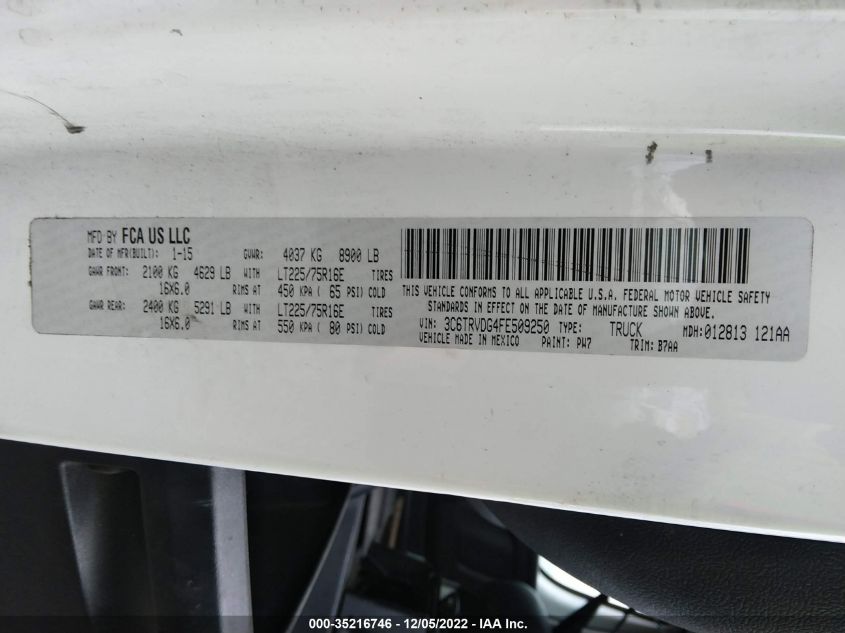 MFD BY FCA US LLC
DATE OF MFR(BUILT): 1-15 GVWR: 4037 KG 8900 LB
GAWR FRONT: 2100 KG 4629 LB WITH LT225/75R16E TIRES
16X6.0 RIMS AT 450 KPA ( 65 PSI) COLD
GAWR REAR: 2400 KG 5291 LB WITH LT225/75R16E TIRES
16X6.0 RIMS AT 550 KPA ( 80 PSI) COLD
THIS VEHICLE CONFORMS TO ALL APPLICABLE U.S.A. FEDERAL MOTOR VEHICLE SAFETY
STANDARDS IN EFFECT ON THE DATE OF MANUFACTURE SHOWN ABOVE.
VIN: 3C6TRVDG4FE509250 TYPE: TRUCK MDH: 012813 121AA
VEHICLE MADE IN MEXICO PAINT: PW7 TRIM: B7AA
000-35216746 - 12/05/2022 - IAA Inc.